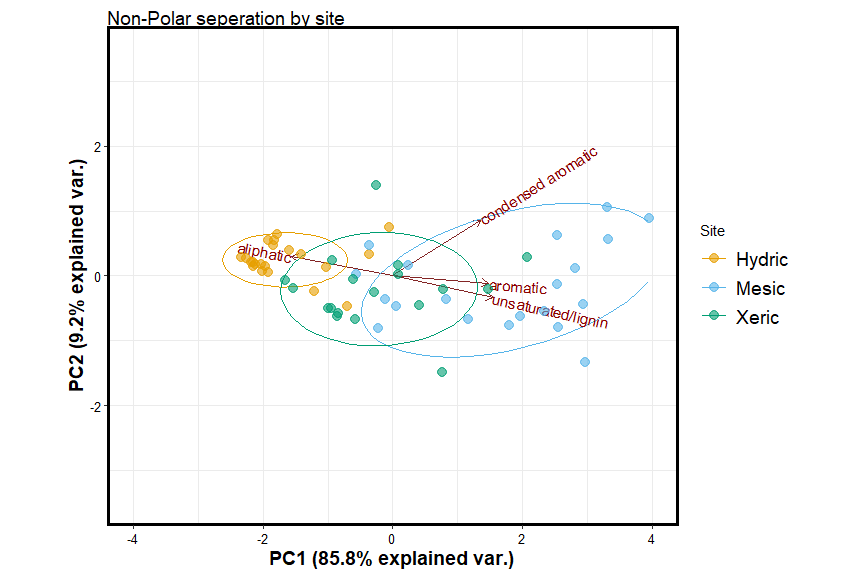 Non-Polar seperation by site
condensed aromatic
aliphatic
aromatic
unsaturated/lignin
2
0
-2
-4
-2
0
2
4
PC1 (85.8% explained var.)
PC2 (9.2% explained var.)
Site
Hydric
Mesic
Xeric